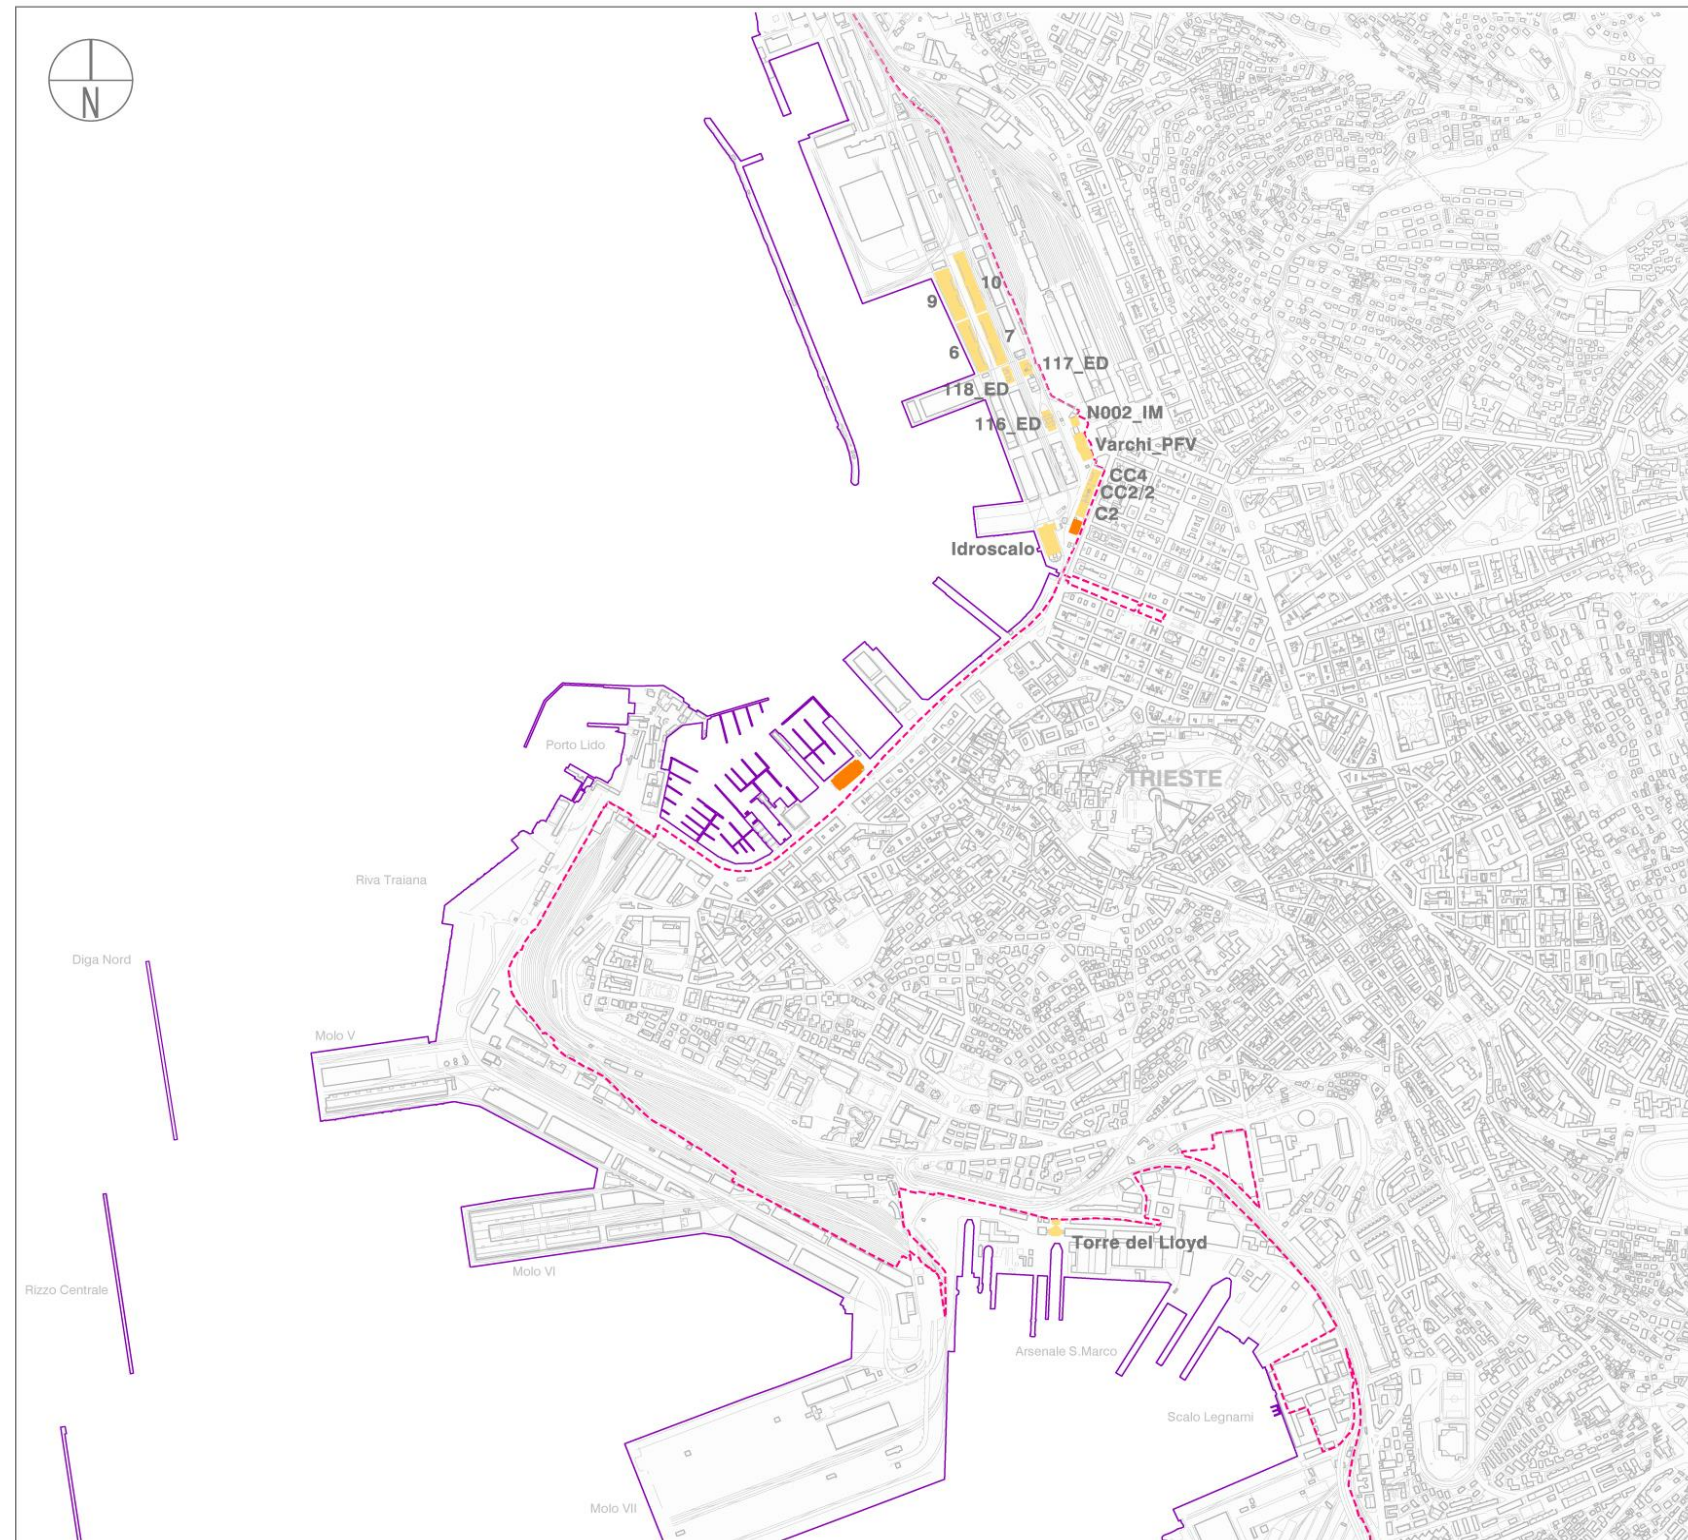 N
10
9
7
6
117_ED
118_ED
N002_IM
116_ED
Varchi_PFV
CC4
CC2/2
C2
Idroscalo
Porto Lido
TRIESTE
Riva Traiana
Diga Nord
Molo V
Torre del Lloyd
Molo VI
Rizzo Centrale
Arsenale S.Marco
Scalo Legnami
Molo VII